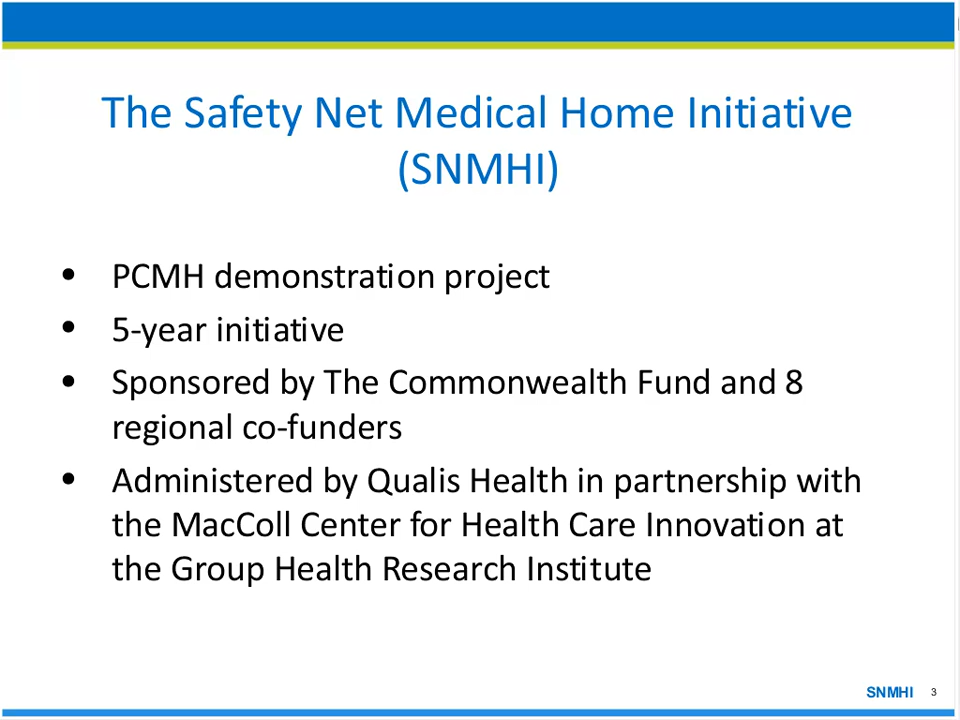 The Safety Net Medical Home Initiative
(SNMHI)
• PCMH demonstration project
• 5-year initiative
• Sponsored by The Commonwealth Fund and 8
regional co-funders
• Administered by Qualis Health in partnership with
the MacColl Center for Health Care Innovation at
the Group Health Research Institute
SNMHI 3